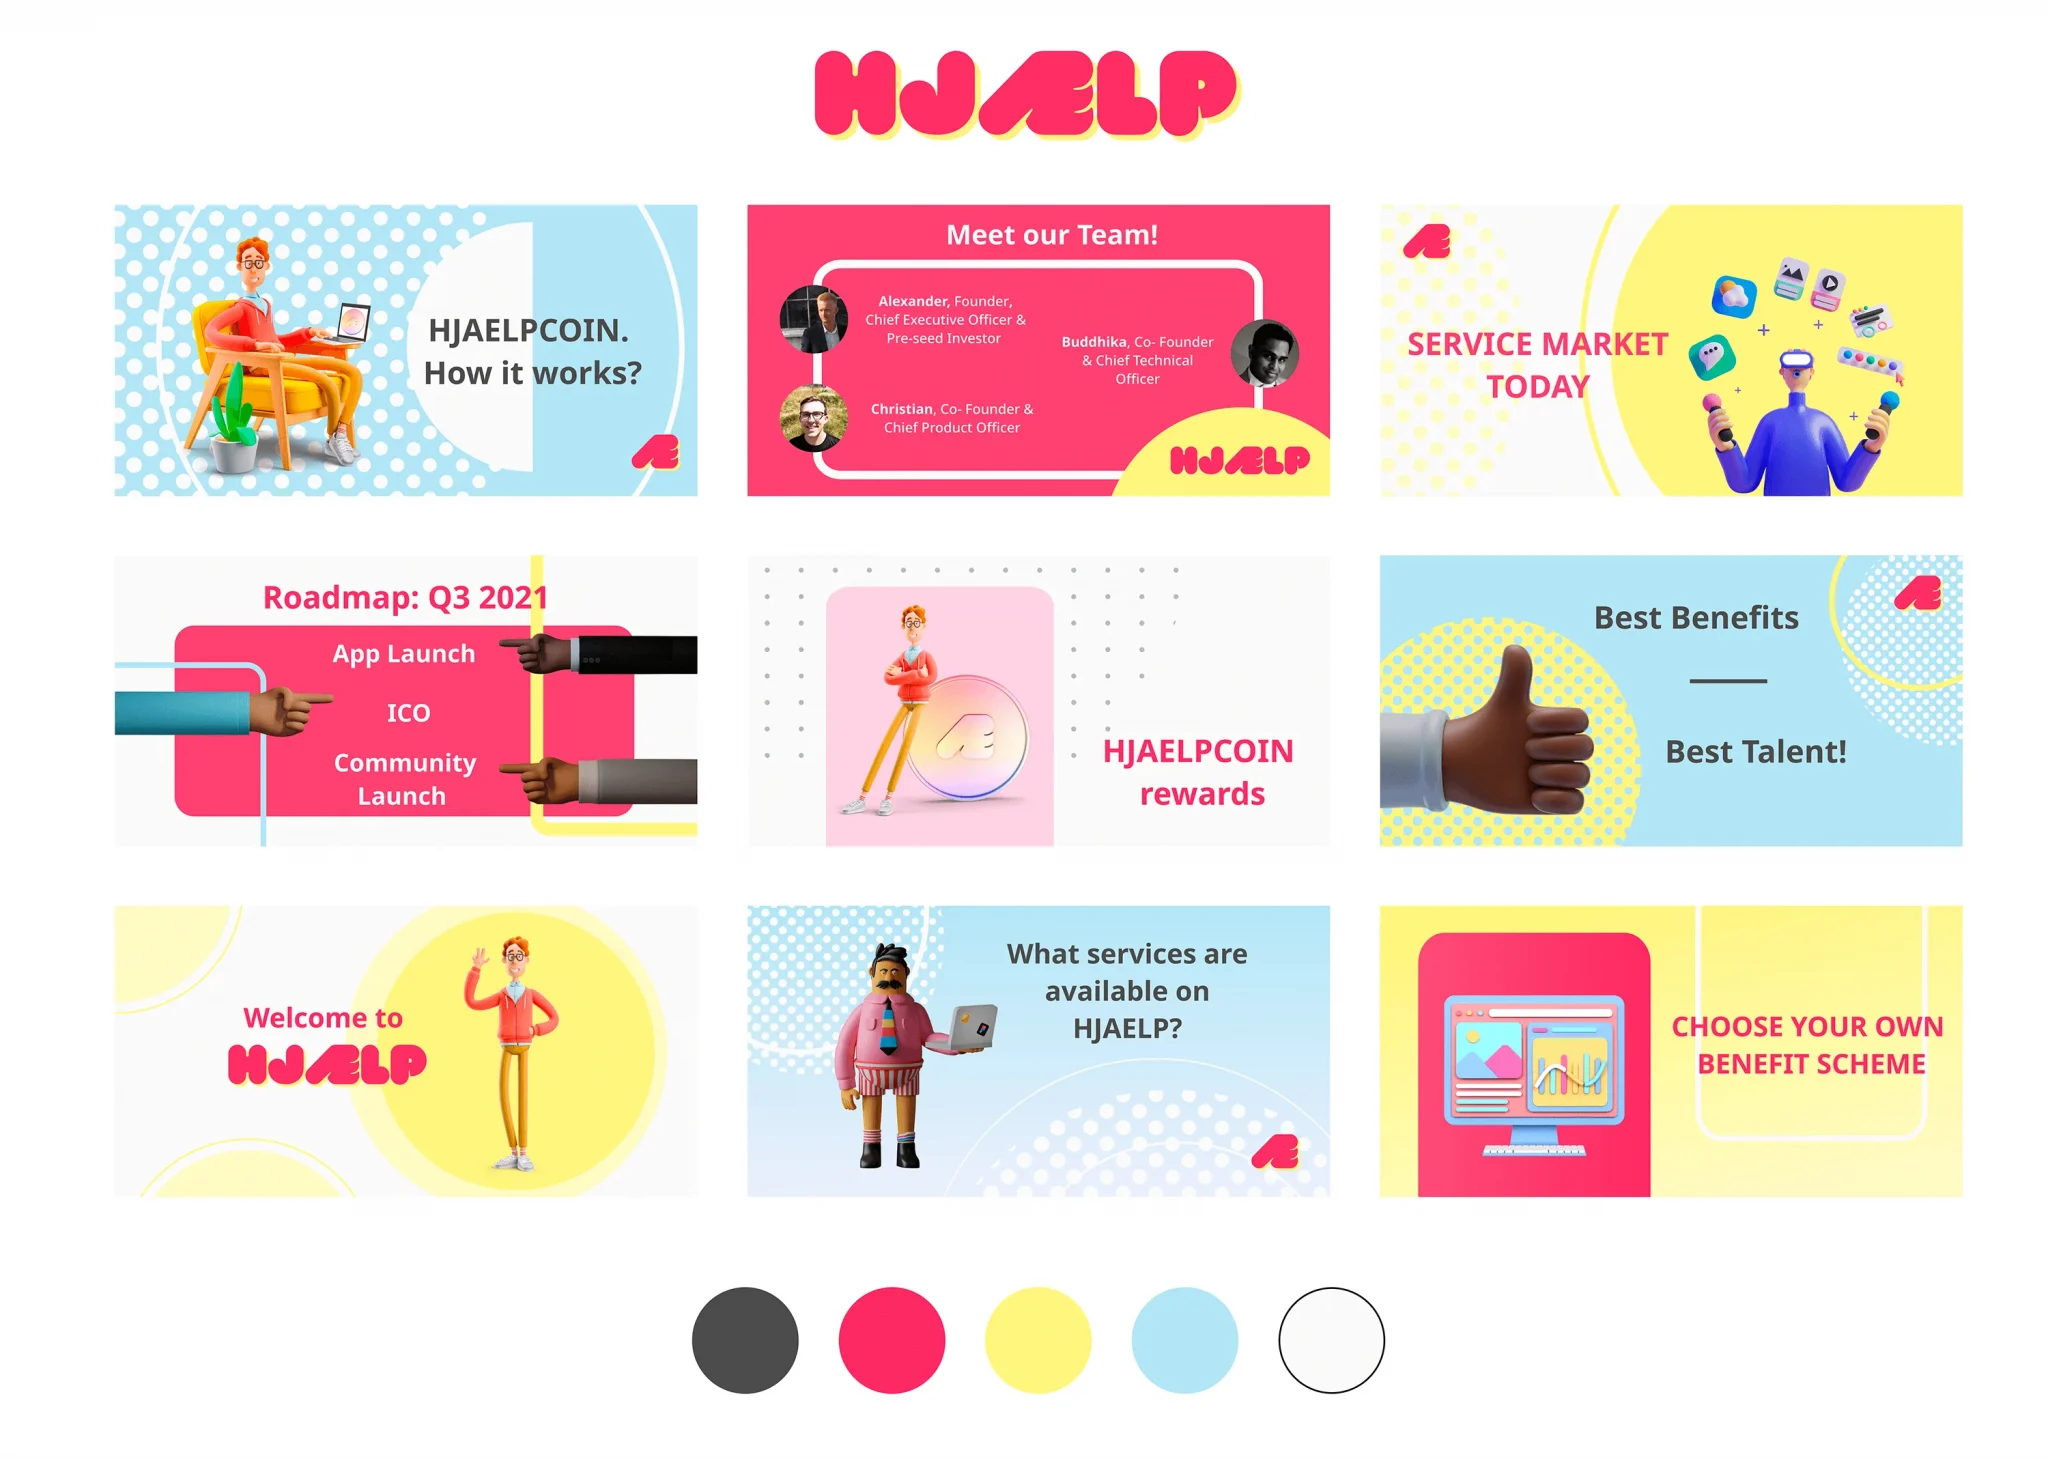 HJÆLP
HJAELPCOIN.
How it works?
Æ
Meet our Team!
Alexander, Founder,
Chief Executive Officer &
Pre-seed Investor
Buddhika, Co- Founder
& Chief Technical
Officer
Christian, Co- Founder &
Chief Product Officer
HJÆLP
Æ
SERVICE MARKET
TODAY
Roadmap: Q3 2021
App Launch
ICO
Community
Launch
Æ
HJAELPCOIN
rewards
Æ
Best Benefits
Best Talent!
Welcome to
HJÆLP
What services are
available on
HJAELP?
Æ
CHOOSE YOUR OWN
BENEFIT SCHEME